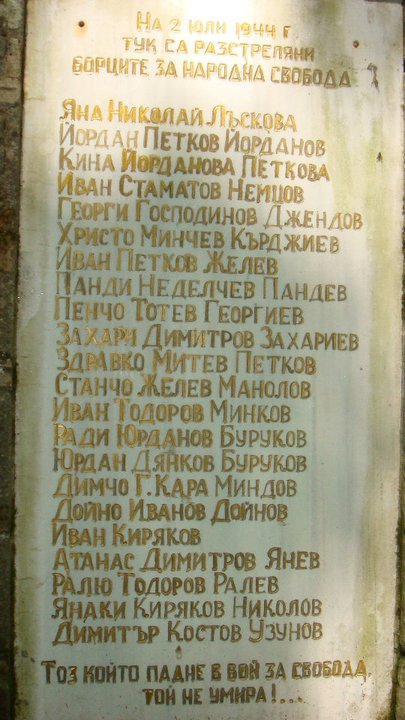 На 2 юли 1944 г.
тук са разстреляни
борците за народна свобода
Яна Николай Лъскова
Йордан Петков Йорданов
Кина Йорданова Петкова
Иван Стаматов Немцов
Георги Господинов Джендов
Христо Минчев Кърджиев
Иван Петков Желев
Панди Неделчев Пандев
Пенчо Тотев Георгиев
Захари Димитров Захариев
Здравко Митев Петков
Станчо Желев Манолов
Иван Тодоров Минков
Ради Юрданов Буруков
Юрдан Дянков Буруков
Димчо Г. Кара Миндов
Дойно Иванов Дойнов
Иван Киряков
Атанас Димитров Янев
Ралю Тодоров Ралев
Янаки Киряков Николов
Димитър Костов Узунов
Тоз който падне в бой за свобода,
той не умира!...